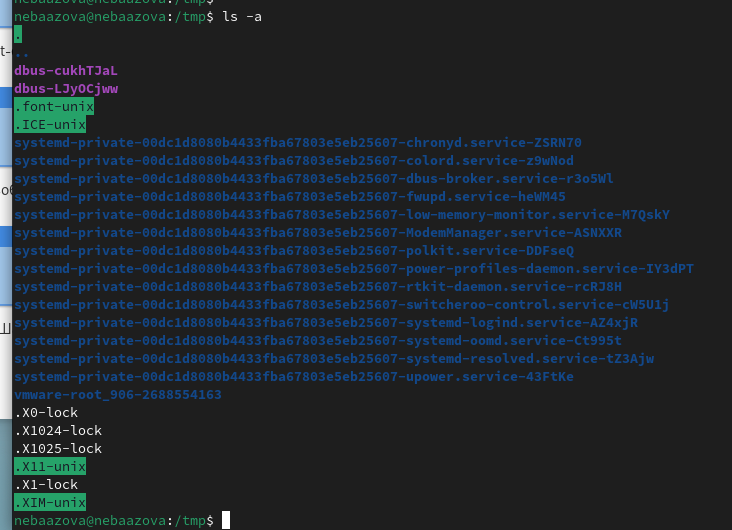 nebaazova@nebaazova:/tmp$ ls -a
.
..
dbus-cukhTJaL
dbus-LJyOCjww
.font-unix
.ICE-unix
systemd-private-00dc1d8080b4433fba67803e5eb25607-chronyd.service-ZSRN70
systemd-private-00dc1d8080b4433fba67803e5eb25607-colord.service-z9wNod
systemd-private-00dc1d8080b4433fba67803e5eb25607-dbus-broker.service-r3o5Wl
systemd-private-00dc1d8080b4433fba67803e5eb25607-fwupd.service-heWM45
systemd-private-00dc1d8080b4433fba67803e5eb25607-low-memory-monitor.service-M7QskY
systemd-private-00dc1d8080b4433fba67803e5eb25607-ModemManager.service-ASNXXR
systemd-private-00dc1d8080b4433fba67803e5eb25607-polkit.service-DDFseQ
systemd-private-00dc1d8080b4433fba67803e5eb25607-power-profiles-daemon.service-IY3dPT
systemd-private-00dc1d8080b4433fba67803e5eb25607-rtkit-daemon.service-rcRJ8H
systemd-private-00dc1d8080b4433fba67803e5eb25607-switcheroo-control.service-cW5U1j
systemd-private-00dc1d8080b4433fba67803e5eb25607-systemd-logind.service-AZ4xjR
systemd-private-00dc1d8080b4433fba67803e5eb25607-systemd-oomd.service-Ct995t
systemd-private-00dc1d8080b4433fba67803e5eb25607-systemd-resolved.service-tZ3Ajw
systemd-private-00dc1d8080b4433fba67803e5eb25607-upower.service-43FtKe
vmware-root_906-2688554163
.X0-lock
.X1024-lock
.X1025-lock
.X11-unix
.X1-lock
.XIM-unix
nebaazova@nebaazova:/tmp$